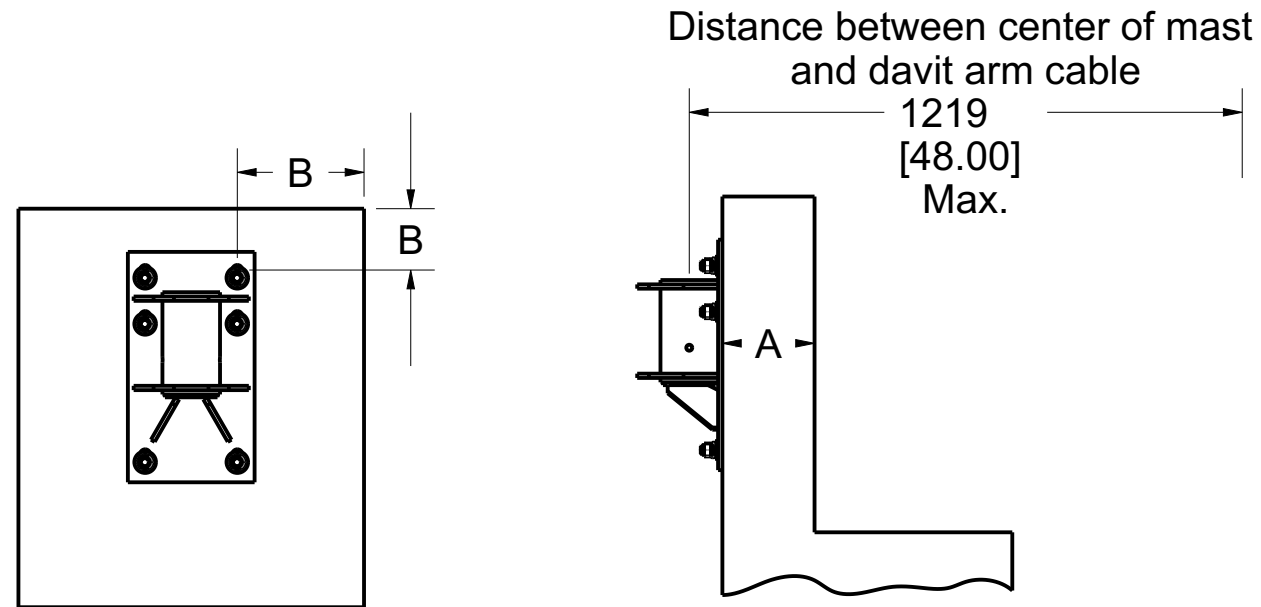 Distance between center of mast
and davit arm cable
1219
[48.00]
Max.
B
B
A